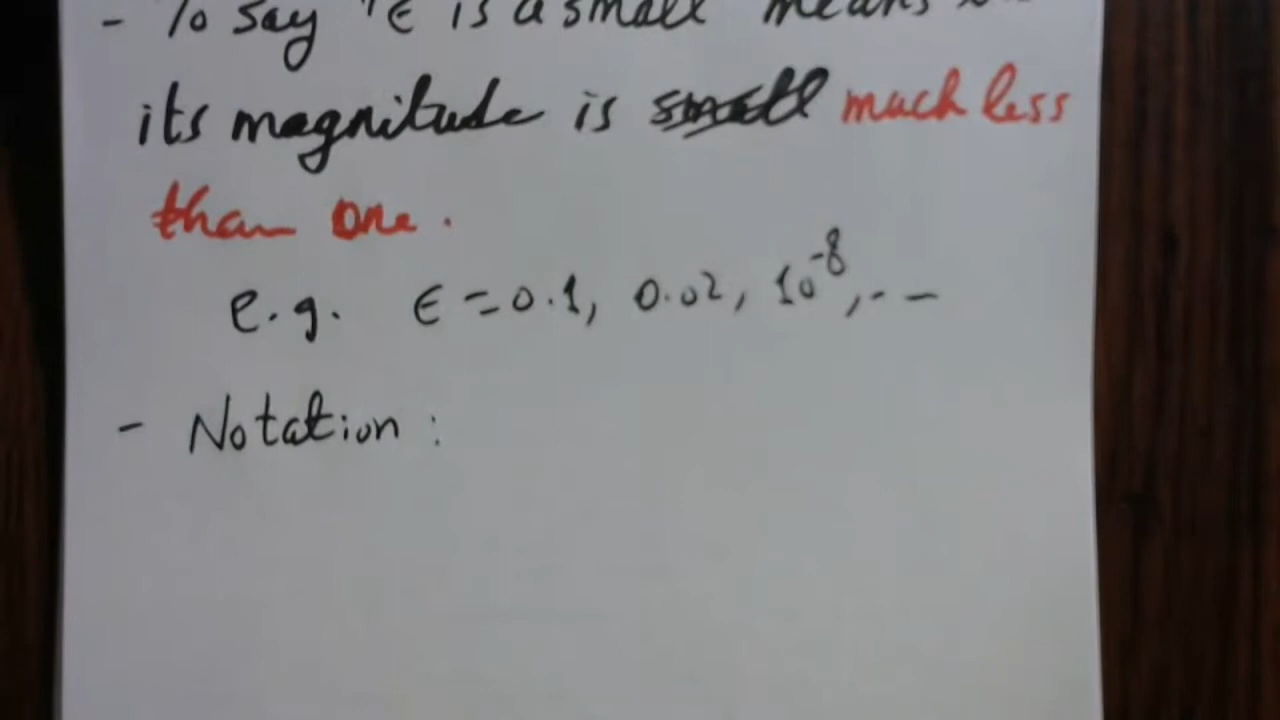 - To say "ϵ is a small means
its magnitude is small much less
than one.
e.g. ϵ = 0.1, 0.02, 10^-8, ...
- Notation :